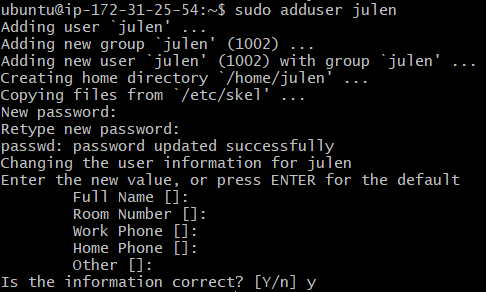 ubuntu@ip-172-31-25-54:~$ sudo adduser julen
Adding user `julen' ...
Adding new group `julen' (1002) ...
Adding new user `julen' (1002) with group `julen' ...
Creating home directory `/home/julen' ...
Copying files from `/etc/skel' ...
New password:
Retype new password:
passwd: password updated successfully
Changing the user information for julen
Enter the new value, or press ENTER for the default
        Full Name []:
        Room Number []:
        Work Phone []:
        Home Phone []:
        Other []:
Is the information correct? [Y/n] y